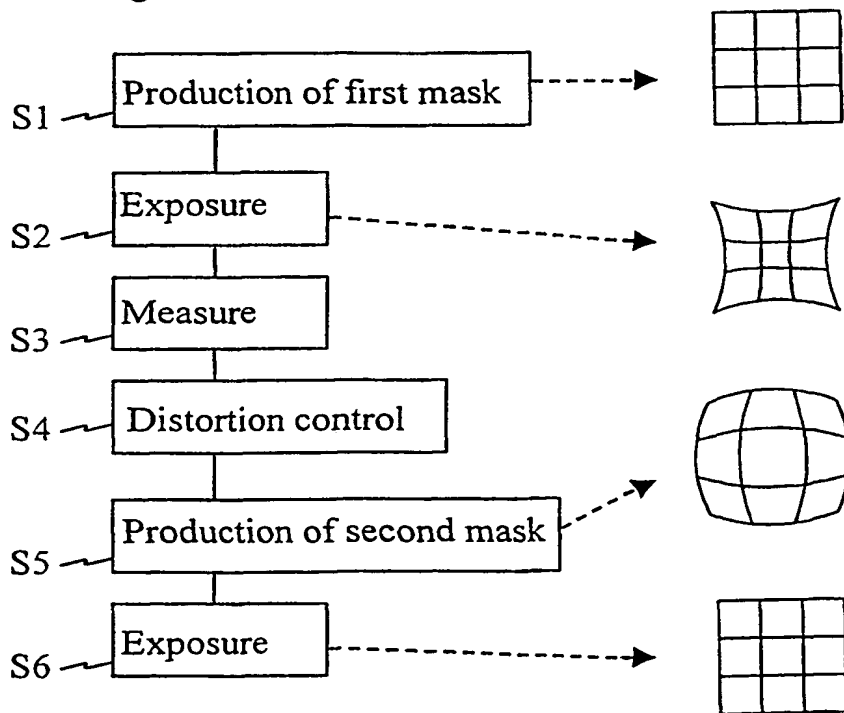 Production of first mask
S1
Exposure
S2
Measure
S3
Distortion control
S4
Production of second mask
S5
Exposure
S6